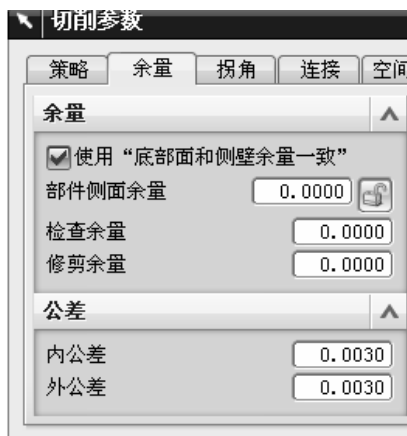 切削参数
策略 余量 拐角 连接 空间
余量
使用“底部面和侧壁余量一致”
部件侧面余量 0.0000
检查余量 0.0000
修剪余量 0.0000
公差
内公差 0.0030
外公差 0.0030